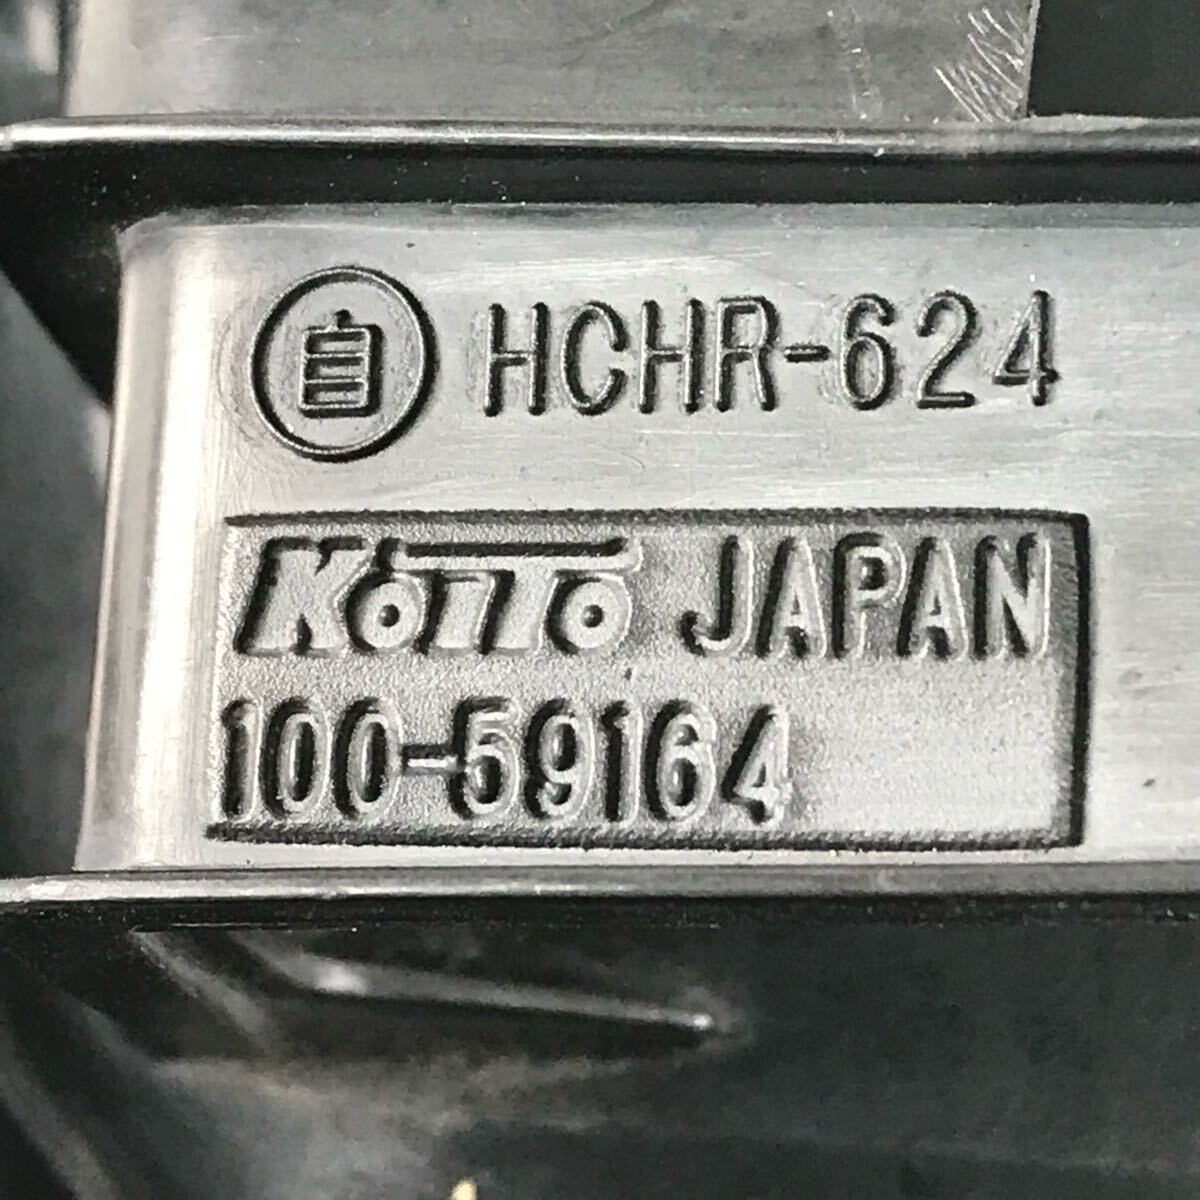 自 HCHR-624
KOITO JAPAN
100-59164